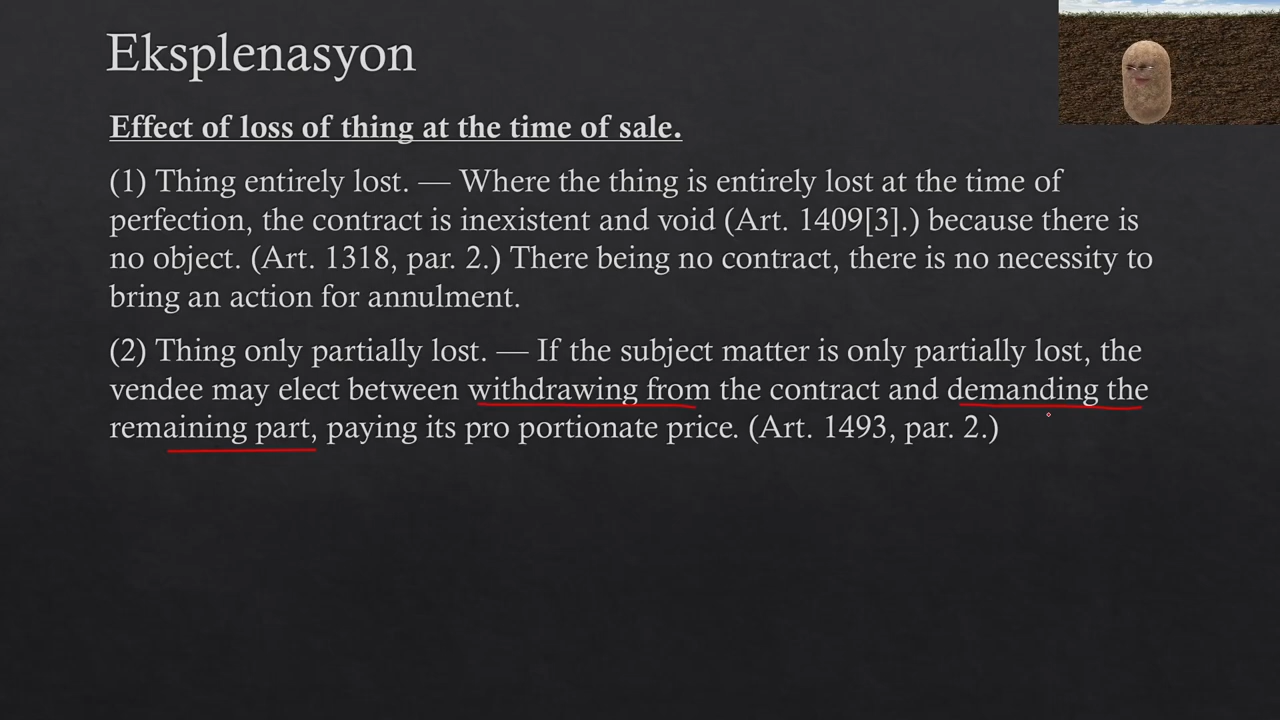 Eksplenasyon
Effect of loss of thing at the time of sale.
(1) Thing entirely lost. — Where the thing is entirely lost at the time of
perfection, the contract is inexistent and void (Art. 1409[3].) because there is
no object. (Art. 1318, par. 2.) There being no contract, there is no necessity to
bring an action for annulment.
(2) Thing only partially lost. — If the subject matter is only partially lost, the
vendee may elect between withdrawing from the contract and demanding the
remaining part, paying its pro portionate price. (Art. 1493, par. 2.)